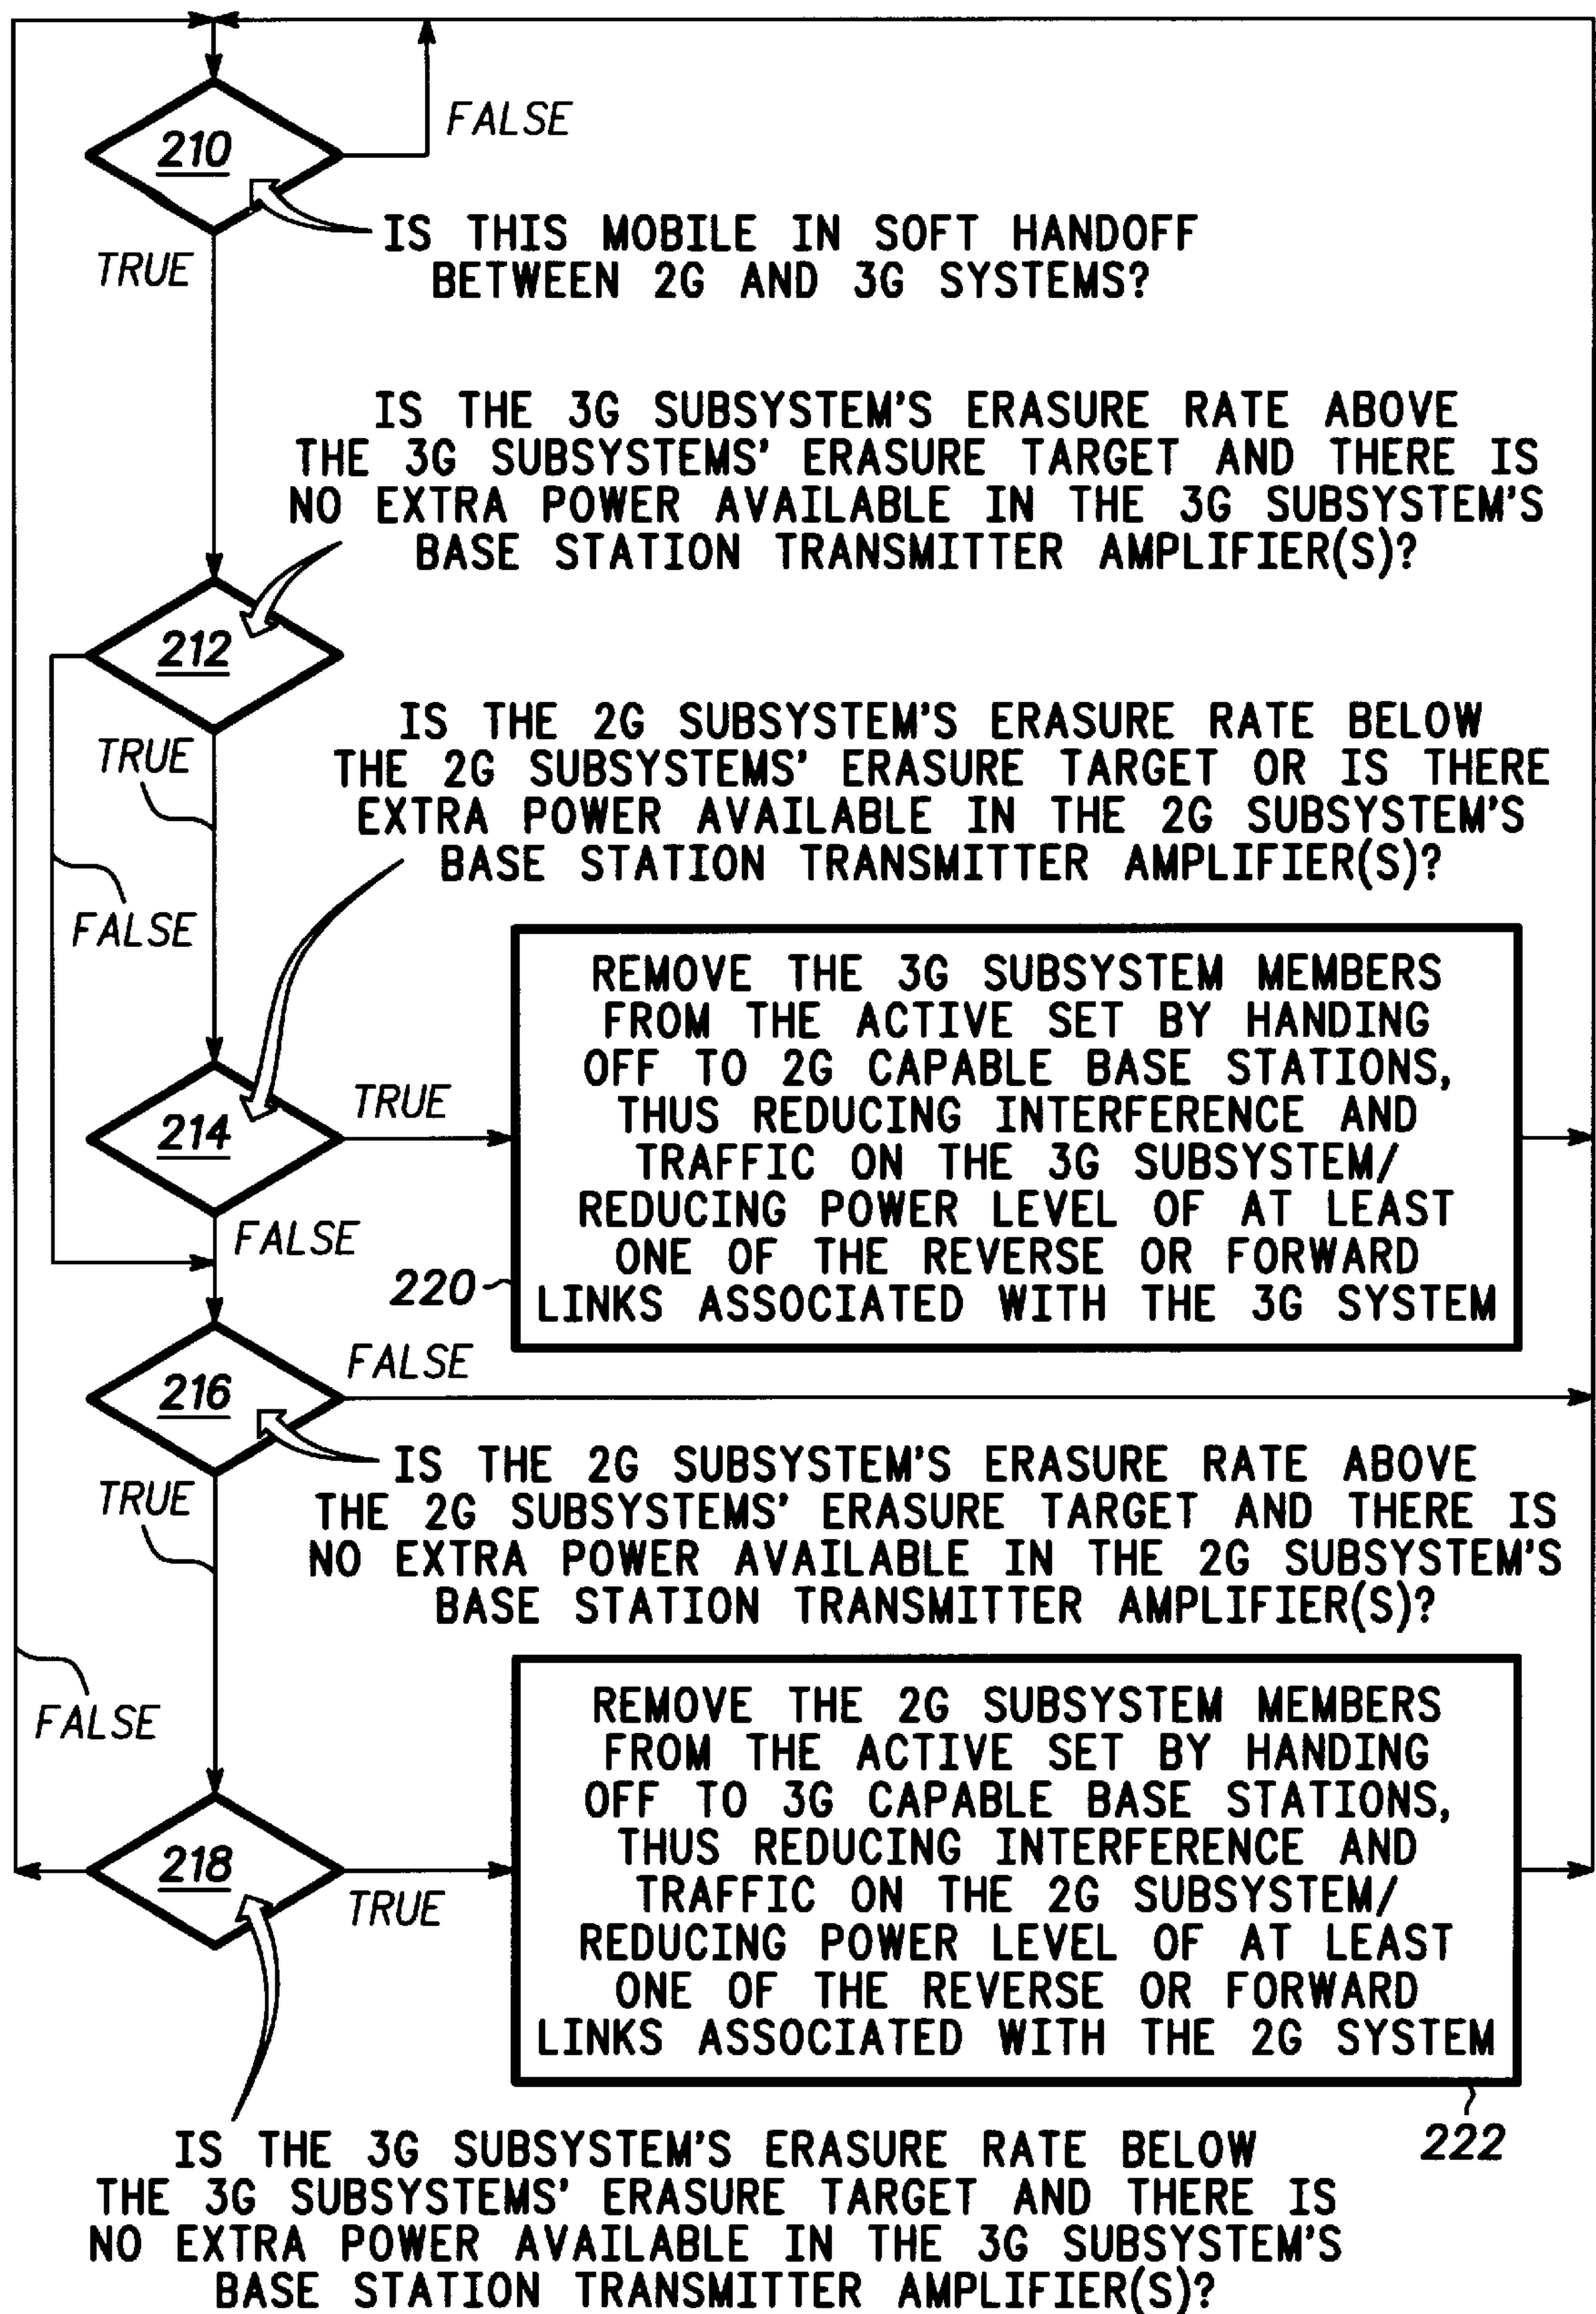 FALSE
210
IS THIS MOBILE IN SOFT HANDOFF
BETWEEN 2G AND 3G SYSTEMS?
TRUE
IS THE 3G SUBSYSTEM'S ERASURE RATE ABOVE
THE 3G SUBSYSTEMS' ERASURE TARGET AND THERE IS
NO EXTRA POWER AVAILABLE IN THE 3G SUBSYSTEM'S
BASE STATION TRANSMITTER AMPLIFIER(S)?
212
TRUE
FALSE
IS THE 2G SUBSYSTEM'S ERASURE RATE BELOW
THE 2G SUBSYSTEMS' ERASURE TARGET OR IS THERE
EXTRA POWER AVAILABLE IN THE 2G SUBSYSTEM'S
BASE STATION TRANSMITTER AMPLIFIER(S)?
214
TRUE
FALSE
REMOVE THE 3G SUBSYSTEM MEMBERS
FROM THE ACTIVE SET BY HANDING
OFF TO 2G CAPABLE BASE STATIONS,
THUS REDUCING INTERFERENCE AND
TRAFFIC ON THE 3G SUBSYSTEM/
REDUCING POWER LEVEL OF AT LEAST
ONE OF THE REVERSE OR FORWARD
LINKS ASSOCIATED WITH THE 3G SYSTEM
220
216
FALSE
IS THE 2G SUBSYSTEM'S ERASURE RATE ABOVE
THE 2G SUBSYSTEMS' ERASURE TARGET AND THERE IS
NO EXTRA POWER AVAILABLE IN THE 2G SUBSYSTEM'S
BASE STATION TRANSMITTER AMPLIFIER(S)?
TRUE
FALSE
218
TRUE
REMOVE THE 2G SUBSYSTEM MEMBERS
FROM THE ACTIVE SET BY HANDING
OFF TO 3G CAPABLE BASE STATIONS,
THUS REDUCING INTERFERENCE AND
TRAFFIC ON THE 2G SUBSYSTEM/
REDUCING POWER LEVEL OF AT LEAST
ONE OF THE REVERSE OR FORWARD
LINKS ASSOCIATED WITH THE 2G SYSTEM
222
IS THE 3G SUBSYSTEM'S ERASURE RATE BELOW
THE 3G SUBSYSTEMS' ERASURE TARGET AND THERE IS
NO EXTRA POWER AVAILABLE IN THE 3G SUBSYSTEM'S
BASE STATION TRANSMITTER AMPLIFIER(S)?